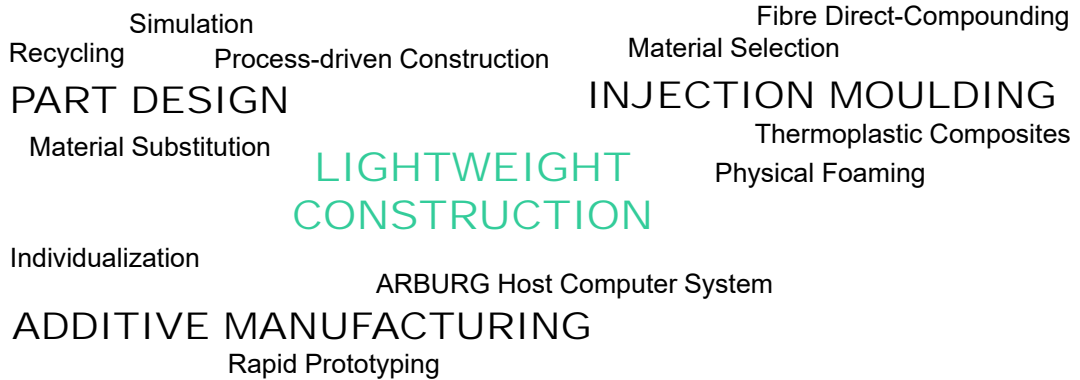 Simulation
Fibre Direct-Compounding
Recycling
Process-driven Construction
Material Selection
PART DESIGN
INJECTION MOULDING
Material Substitution
Thermoplastic Composites
LIGHTWEIGHT
CONSTRUCTION
Physical Foaming
Individualization
ARBURG Host Computer System
ADDITIVE MANUFACTURING
Rapid Prototyping